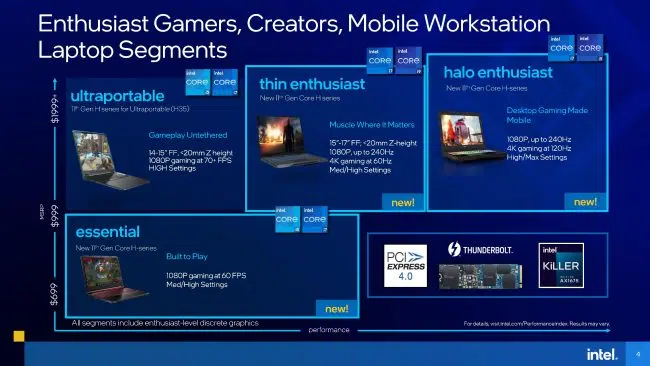 Enthusiast Gamers, Creators, Mobile Workstation
Laptop Segments
$1999+
$999
MSRP
$699
intel
CORE
i5
intel
CORE
i7
ultraportable
11th Gen H series for Ultraportable (H35)
Gameplay Untethered
14-15" FF, <20mm Z height
1080P gaming at 70+ FPS
HIGH Settings
intel
CORE
i7
intel
CORE
i9
thin enthusiast
New 11th Gen Core H series
Muscle Where It Matters
15"-17" FF; <20mm Z-height
1080P, up to 240Hz
4K gaming at 60Hz
Med/High Settings
new!
intel
CORE
intel
CORE
i9
halo enthusiast
New 11th Gen Core H-series
Desktop Gaming Made
Mobile
1080P, up to 240Hz
4K gaming at 120Hz
High/Max Settings
new!
intel
CORE
intel
CORE
i7
essential
New 11th Gen Core H-series
Built to Play
1080P gaming at 60 FPS
Med/High Settings
new!
PCI
EXPRESS
4.0
THUNDERBOLT
intel
KiLLER
AX1675
All segments include enthusiast-level discrete graphics
performance
For details, visit intel.com/PerformanceIndex. Results may vary.
intel.
4